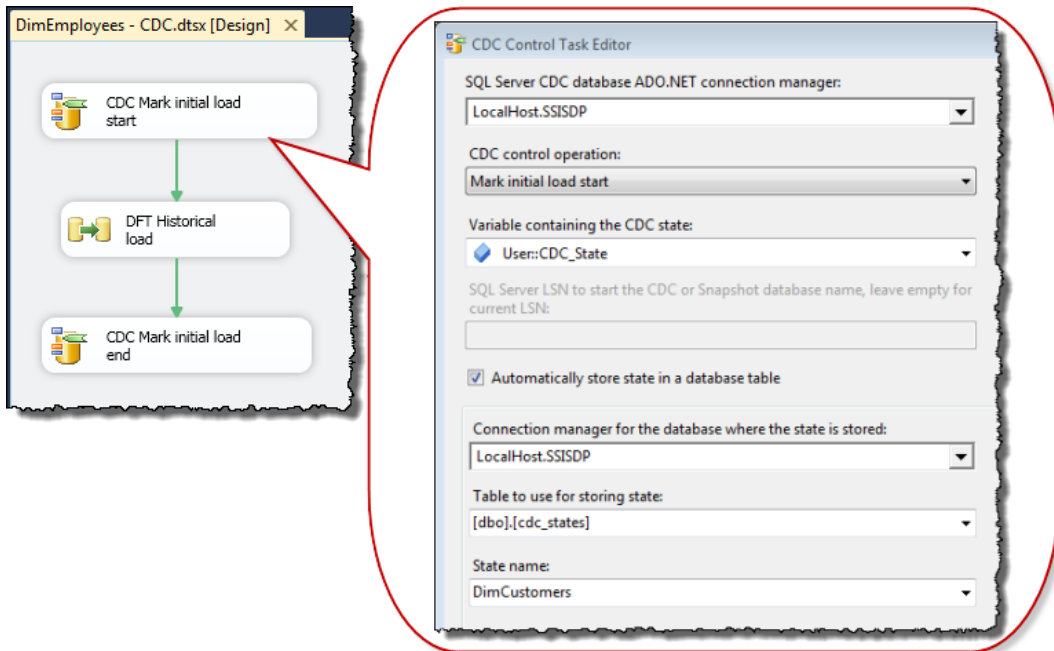 DimEmployees - CDC.dtsx [Design]
CDC Mark initial load
start
DFT Historical
load
CDC Mark initial load
end
CDC Control Task Editor
SQL Server CDC database ADO.NET connection manager:
LocalHost.SSISDP
CDC control operation:
Mark initial load start
Variable containing the CDC state:
User::CDC_State
SQL Server LSN to start the CDC or Snapshot database name, leave empty for
current LSN:
Automatically store state in a database table
Connection manager for the database where the state is stored:
LocalHost.SSISDP
Table to use for storing state:
[dbo].[cdc_states]
State name:
DimCustomers